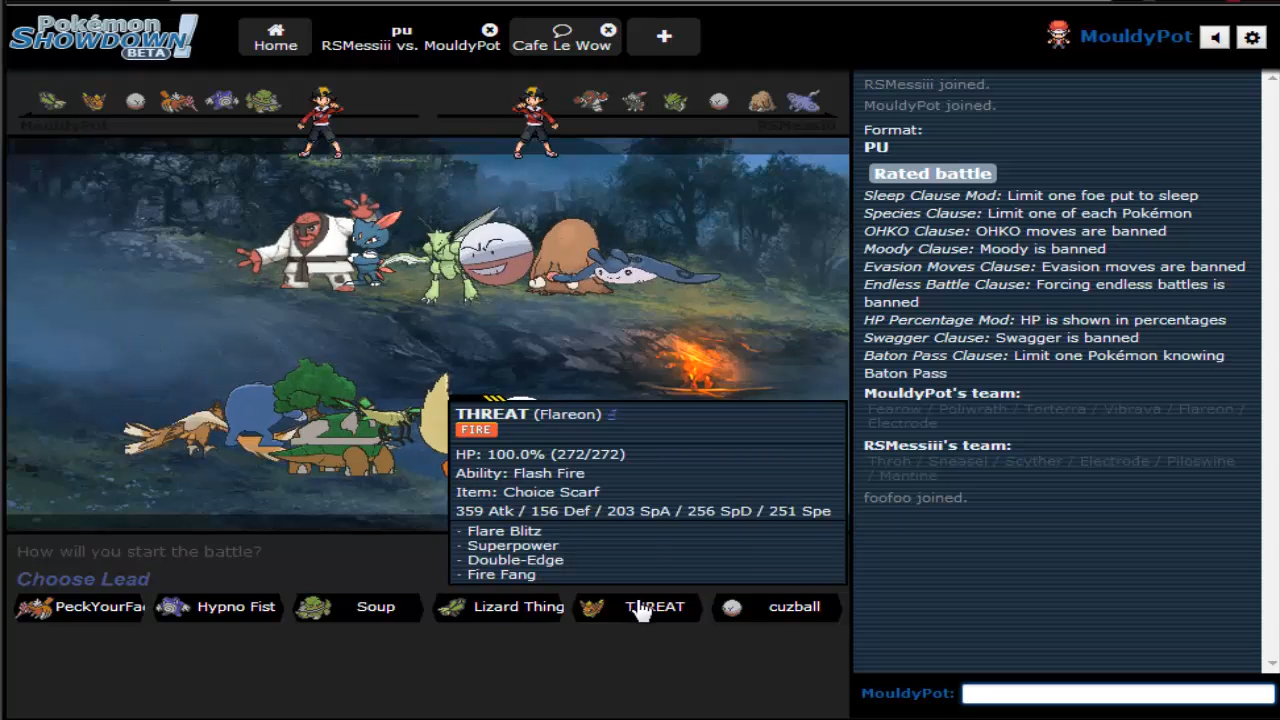 Pokémon
SHOWDOWN!
BETA
Home
pu
RSMessiii vs. MouldyPot
Cafe Le Wow
+
MouldyPot
MouldyPot
RSMessiii
RSMessiii joined.
MouldyPot joined.
Format:
PU
Rated battle
Sleep Clause Mod: Limit one foe put to sleep
Species Clause: Limit one of each Pokémon
OHKO Clause: OHKO moves are banned
Moody Clause: Moody is banned
Evasion Moves Clause: Evasion moves are banned
Endless Battle Clause: Forcing endless battles is
banned
HP Percentage Mod: HP is shown in percentages
Swagger Clause: Swagger is banned
Baton Pass Clause: Limit one Pokémon knowing
Baton Pass
MouldyPot's team:
Fearow / Poliwrath / Torterra / Vibrava / Flareon /
Electrode
RSMessiii's team:
Throh / Sneasel / Scyther / Electrode / Piloswine
/ Mantine
foofoo joined.
THREAT (Flareon)
FIRE
HP: 100.0% (272/272)
Ability: Flash Fire
Item: Choice Scarf
359 Atk / 156 Def / 203 SpA / 256 SpD / 251 Spe
- Flare Blitz
- Superpower
- Double-Edge
- Fire Fang
How will you start the battle?
Choose Lead
PeckYourFa
Hypno Fist
Soup
Lizard Thing
THREAT
cuzball
MouldyPot: